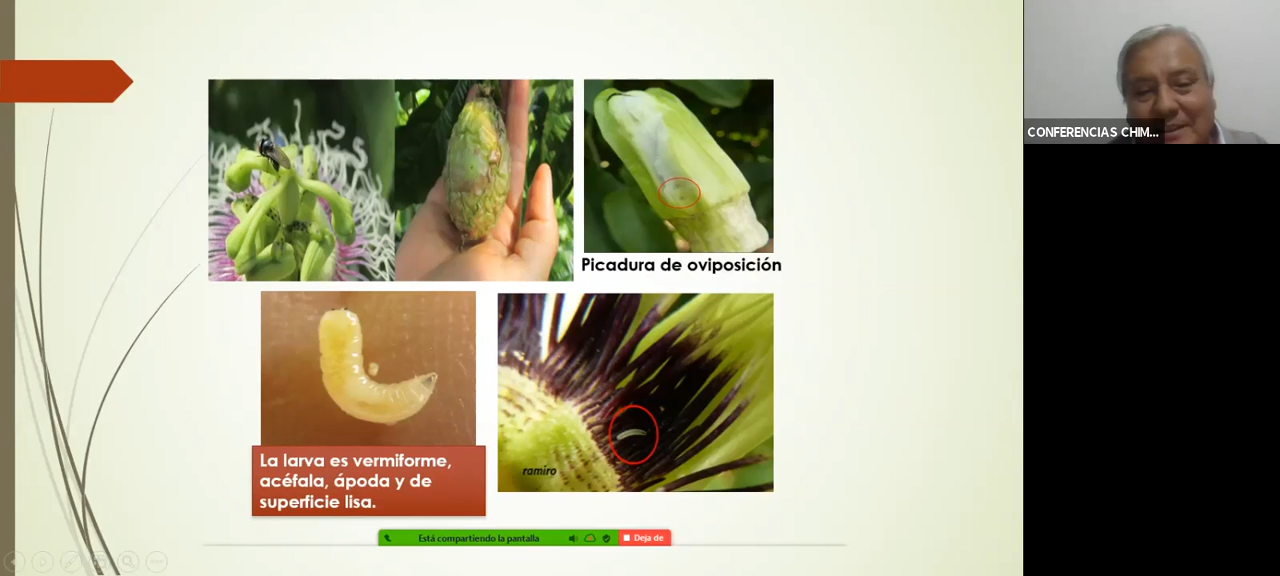 CONFERENCIAS CHIM...
Picadura de oviposición
La larva es vermiforme,
acéfala, ápoda y de
superficie lisa.
ramiro
Está compartiendo la pantalla
Deja de